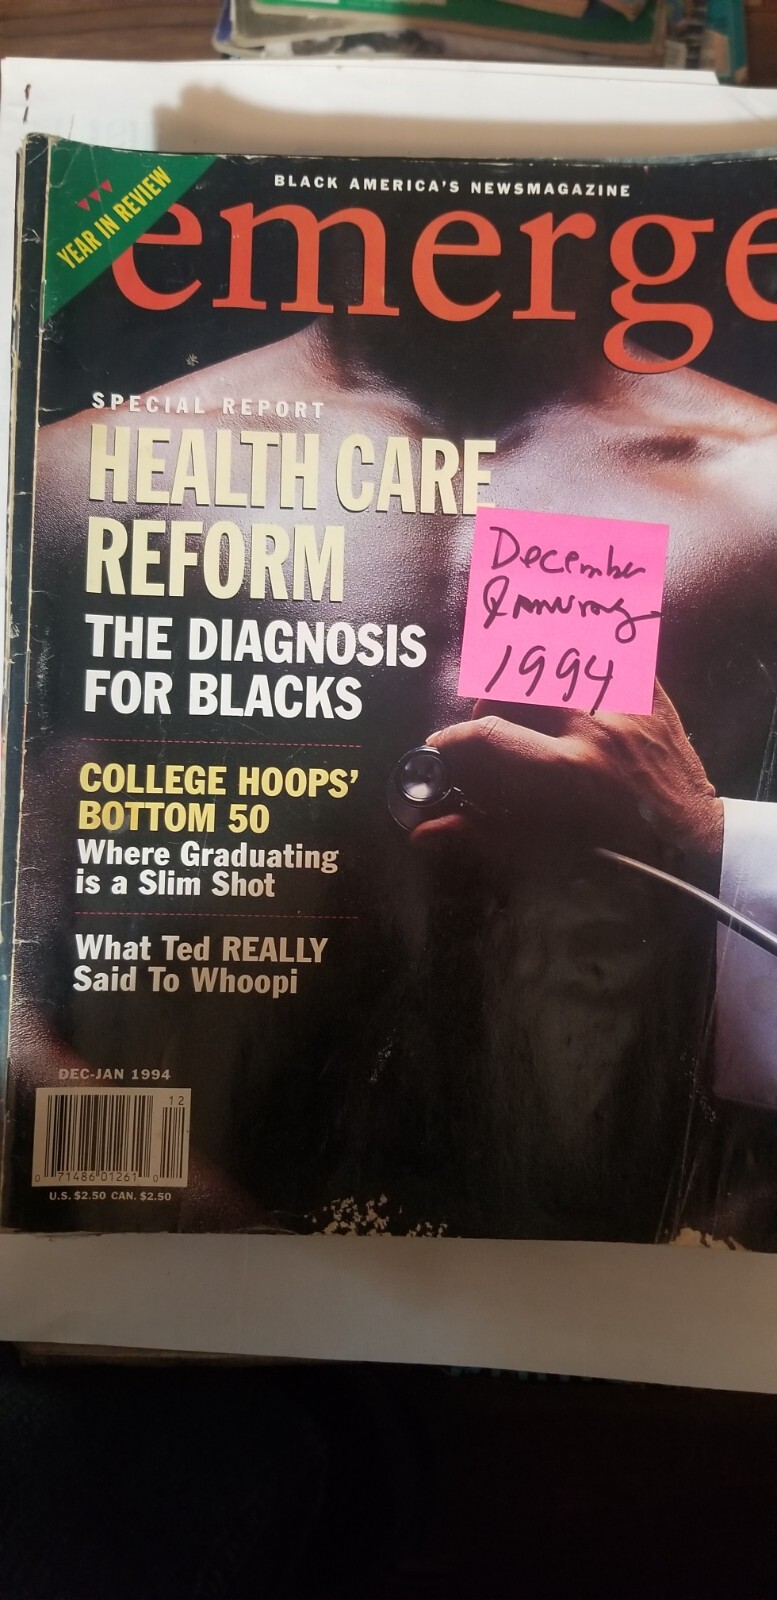 YEAR IN REVIEW
BLACK AMERICA'S NEWSMAGAZINE
emerge
SPECIAL REPORT
HEALTH CARE
REFORM
THE DIAGNOSIS
FOR BLACKS
December
January
1994
COLLEGE HOOPS'
BOTTOM 50
Where Graduating
is a Slim Shot
What Ted REALLY
Said To Whoopi
DEC-JAN 1994
12
0 71486 01261 0
U.S. $2.50 CAN. $2.50